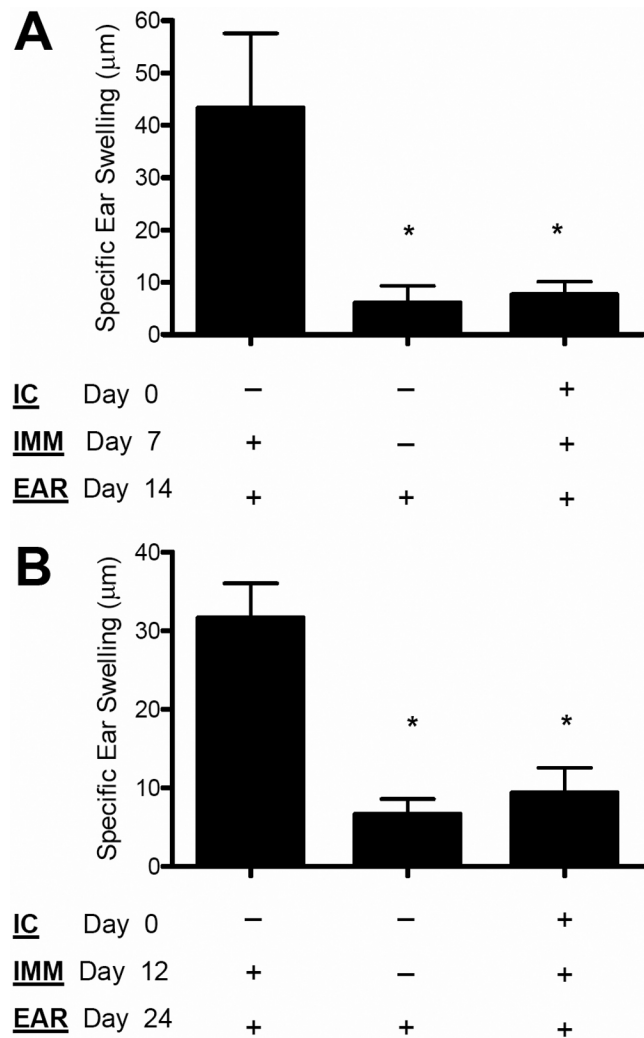 A
Specific Ear Swelling (μm)
60
50
40
30
20
10
0
* *
IC Day 0 – – +
IMM Day 7 + – +
EAR Day 14 + + +
B
Specific Ear Swelling (μm)
40
30
20
10
0
* *
IC Day 0 – – +
IMM Day 12 + – +
EAR Day 24 + + +